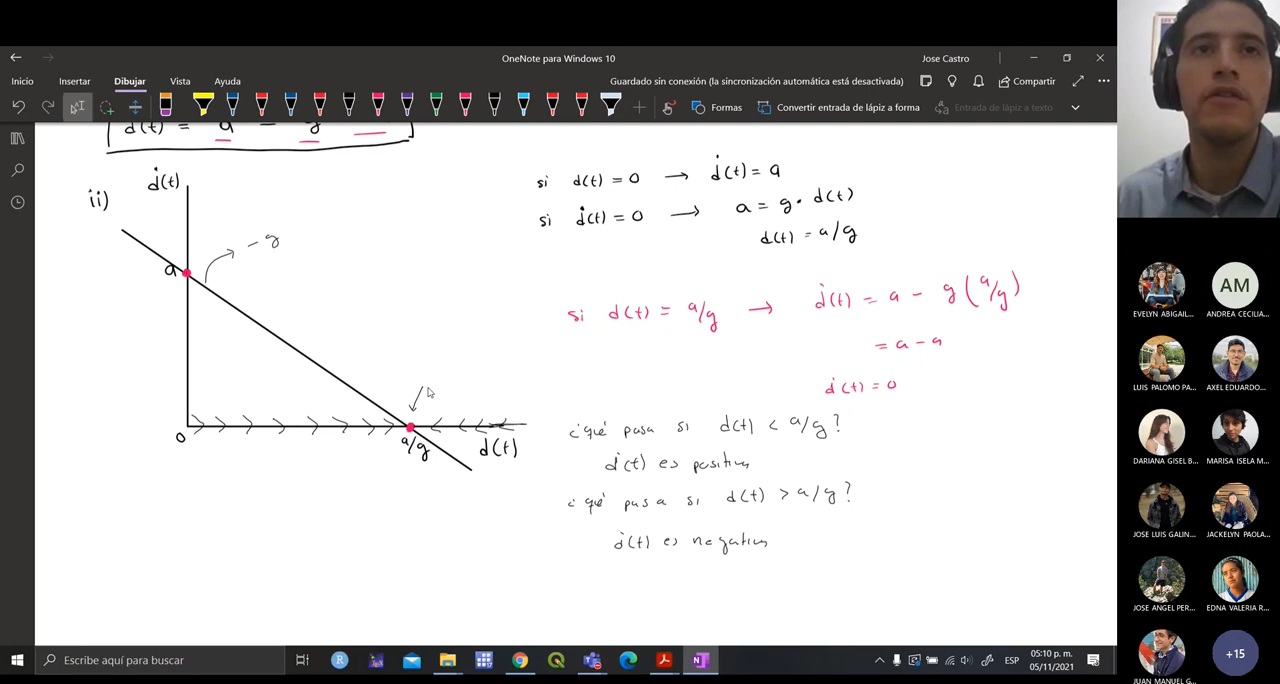 OneNote para Windows 10
Jose Castro
Inicio Insertar Dibujar Vista Ayuda
Guardado sin conexión (la sincronización automática está desactivada)
Compartir
Formas
Convertir entrada de lápiz a forma
Entrada de lápiz a texto
ḋ(t) = a - g
ii)
ḋ(t)
a
-g
0
a/g
d(t)
si d(t) = 0 → ḋ(t) = a
si ḋ(t) = 0 → a = g · d(t)
d(t) = a/g
si d(t) = a/g → ḋ(t) = a - g (a/g)
= a - a
ḋ(t) = 0
¿qué pasa si d(t) < a/g?
ḋ(t) es positiva
¿qué pasa si d(t) > a/g?
ḋ(t) es negativa
EVELYN ABIGAIL...
AM
ANDREA CECILIA...
LUIS PALOMO PA...
AXEL EDUARDO...
DARIANA GISEL B...
MARISA ISELA M...
JOSE LUIS GALIN...
JACKELYN PAOLA...
JOSE ANGEL PER...
EDNA VALERIA R...
JUAN MANUEL G...
+15
Escribe aquí para buscar
ESP
05:10 p. m.
05/11/2021